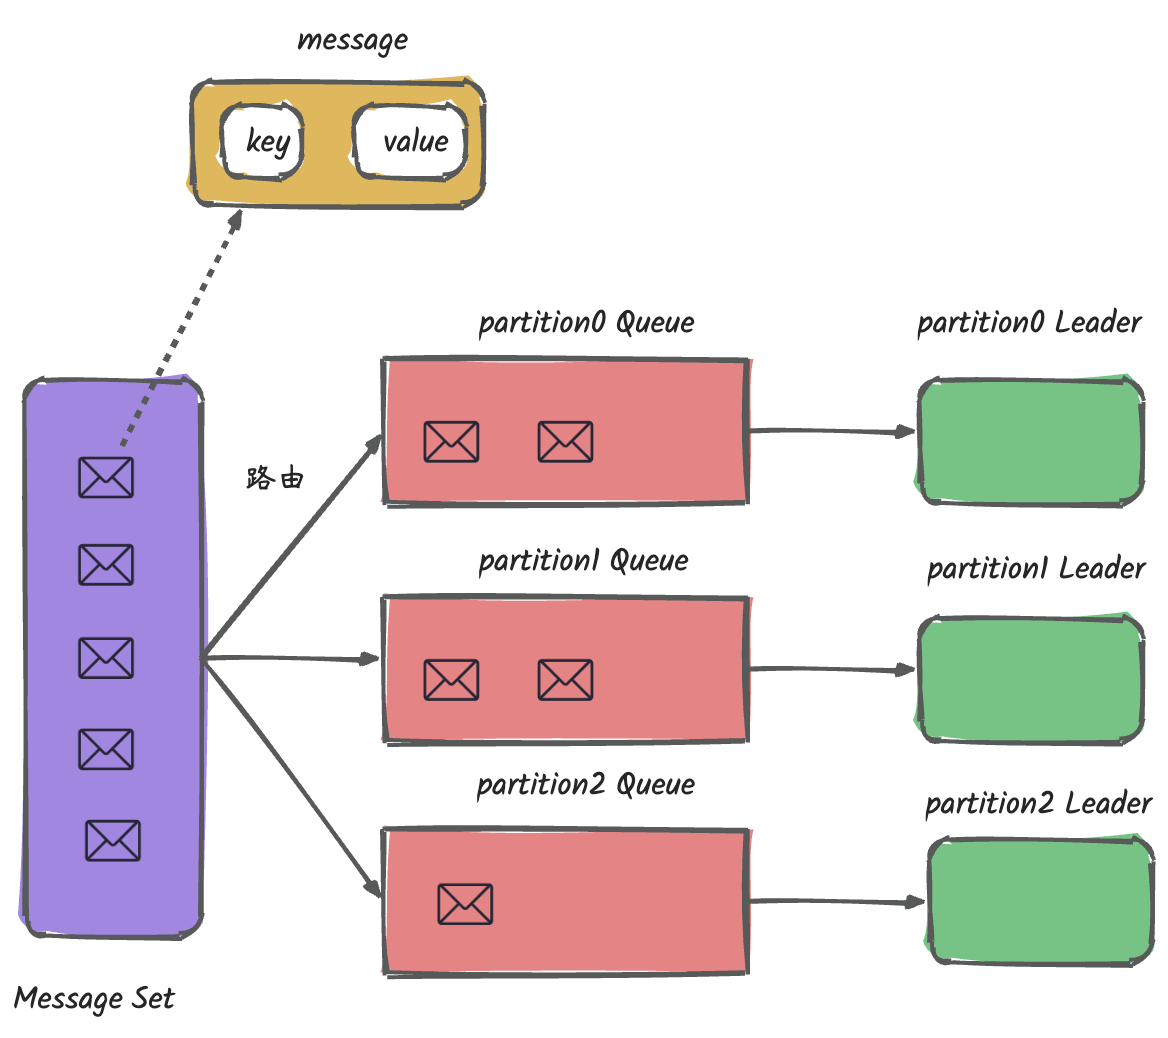 message
key
value
partition0 Queue
partition0 Leader
路由
partition1 Queue
partition1 Leader
partition2 Queue
partition2 Leader
Message Set